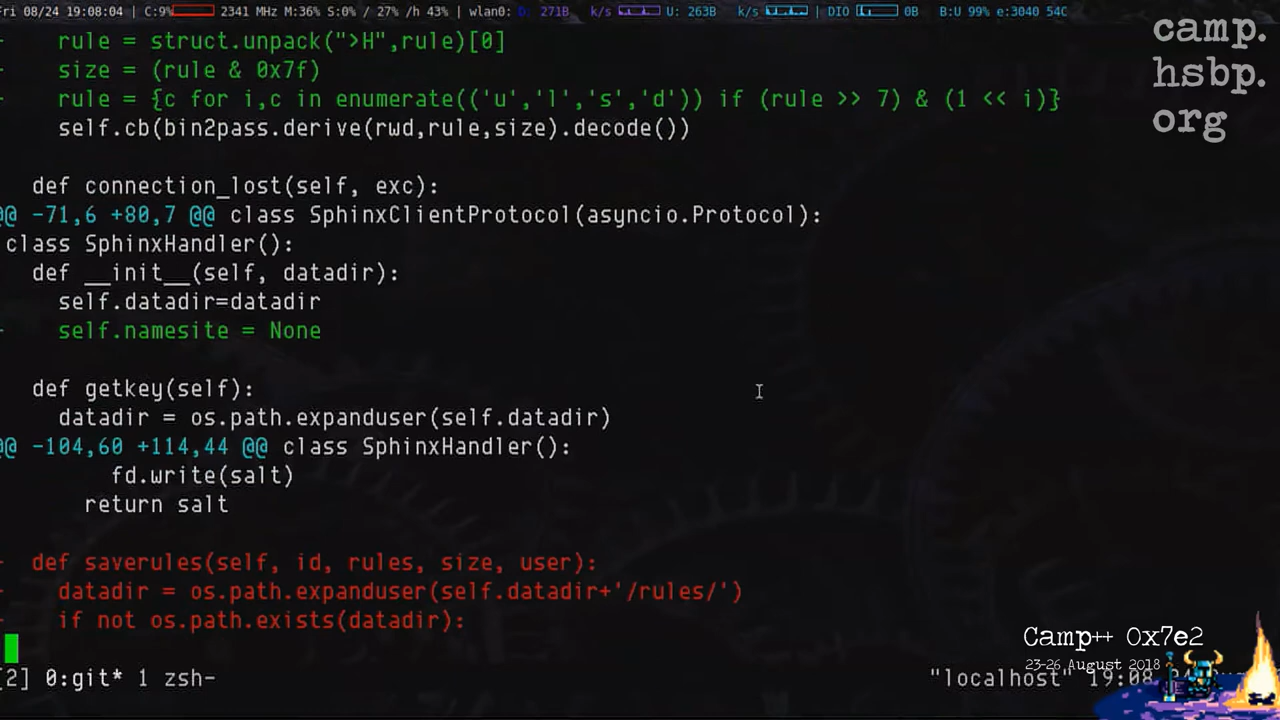 Fri 08/24 19:08:04 | C:9% 2341 MHz M:36% S:0% / 27% /h 43% | wlan0: D: 271B k/s U: 263B k/s | DIO 0B B:U 99% e:3040 54C
camp.
hsbp.
org
rule = struct.unpack(">H",rule)[0]
size = (rule & 0x7f)
rule = {c for i,c in enumerate(('u','l','s','d')) if (rule >> 7) & (1 << i)}
self.cb(bin2pass.derive(rwd,rule,size).decode())
def connection_lost(self, exc):
@@ -71,6 +80,7 @@ class SphinxClientProtocol(asyncio.Protocol):
class SphinxHandler():
def __init__(self, datadir):
self.datadir=datadir
self.namesite = None
def getkey(self):
datadir = os.path.expanduser(self.datadir)
@@ -104,60 +114,44 @@ class SphinxHandler():
fd.write(salt)
return salt
- def saverules(self, id, rules, size, user):
- datadir = os.path.expanduser(self.datadir+'/rules/')
- if not os.path.exists(datadir):
Camp++ 0x7e2
23-26 August 2018
[2] 0:git* 1 zsh- "localhost" 19:08